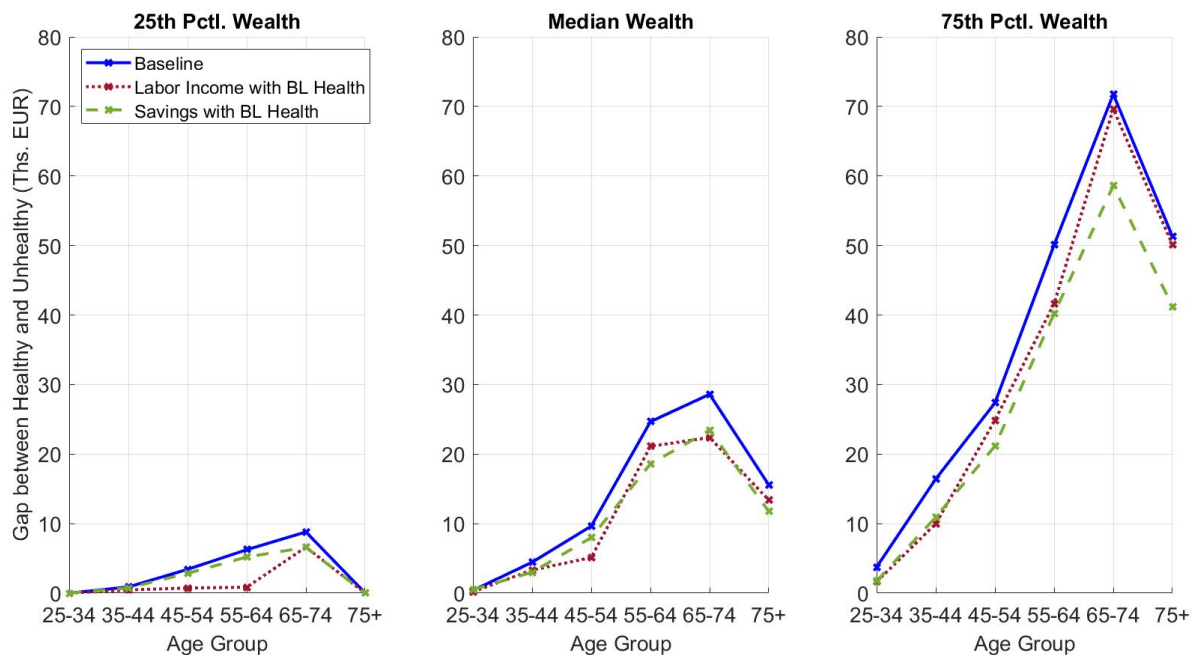 25th Pctl. Wealth
Median Wealth
75th Pctl. Wealth
Gap between Healthy and Unhealthy (Ths. EUR)
80
70
60
50
40
30
20
10
0
Baseline
Labor Income with BL Health
Savings with BL Health
25-34 35-44 45-54 55-64 65-74 75+
Age Group
80
70
60
50
40
30
20
10
0
25-34 35-44 45-54 55-64 65-74 75+
Age Group
80
70
60
50
40
30
20
10
0
25-34 35-44 45-54 55-64 65-74 75+
Age Group